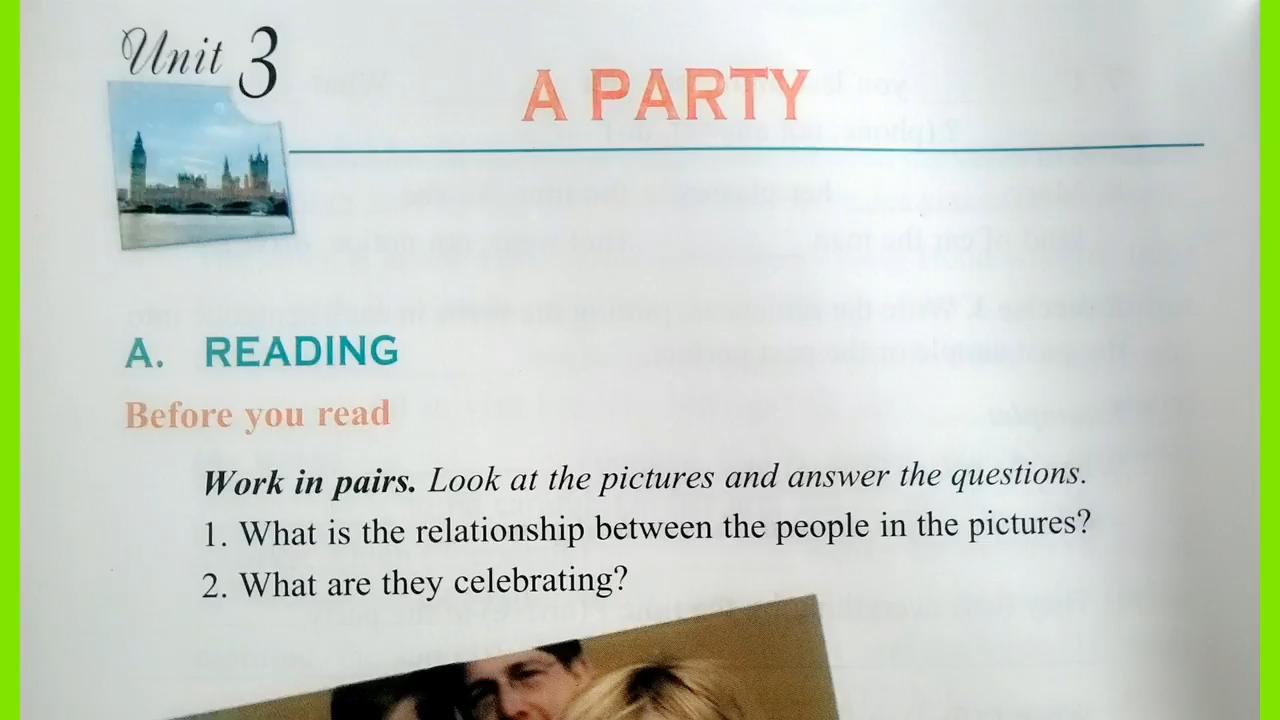 Unit 3
A PARTY
A. READING
Before you read
Work in pairs. Look at the pictures and answer the questions.
1. What is the relationship between the people in the pictures?
2. What are they celebrating?